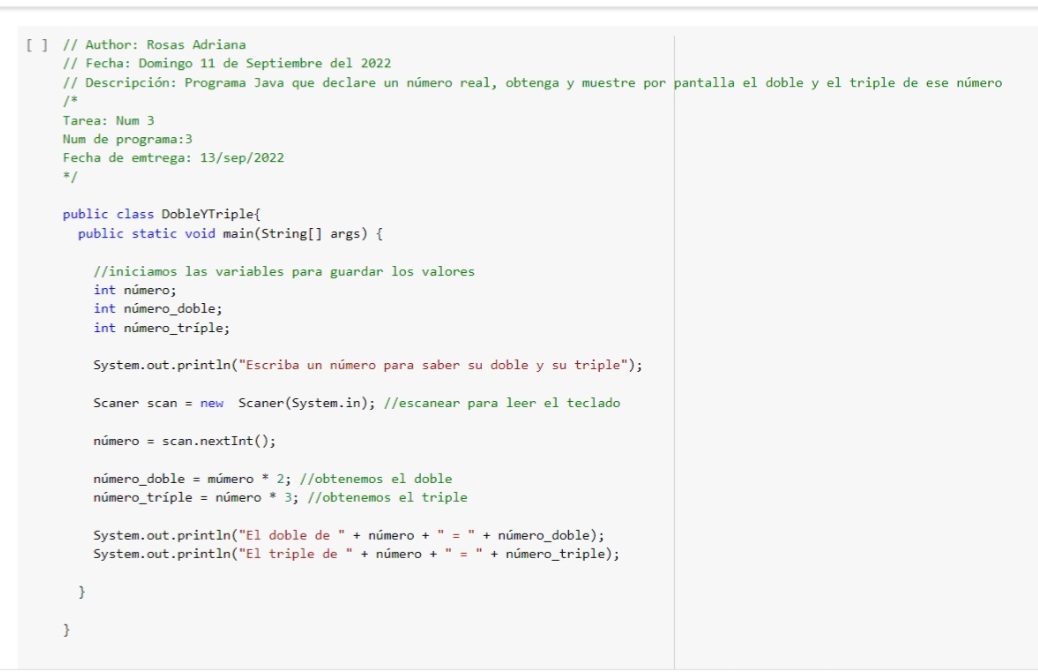 [ ] // Author: Rosas Adriana
// Fecha: Domingo 11 de Septiembre del 2022
// Descripción: Programa Java que declare un número real, obtenga y muestre por pantalla el doble y el triple de ese número
/*
Tarea: Num 3
Num de programa:3
Fecha de emtrega: 13/sep/2022
*/
public class DobleYTriple{
public static void main(String[] args) {
//iniciamos las variables para guardar los valores
int número;
int número_doble;
int número_tríple;
System.out.println("Escriba un número para saber su doble y su triple");
Scaner scan = new  Scaner(System.in); //escanear para leer el teclado
número = scan.nextInt();
número_doble = múmero * 2; //obtenemos el doble
número_tríple = número * 3; //obtenemos el triple
System.out.println("El doble de " + número + " = " + número_doble);
System.out.println("El triple de " + número + " = " + número_triple);
}
}